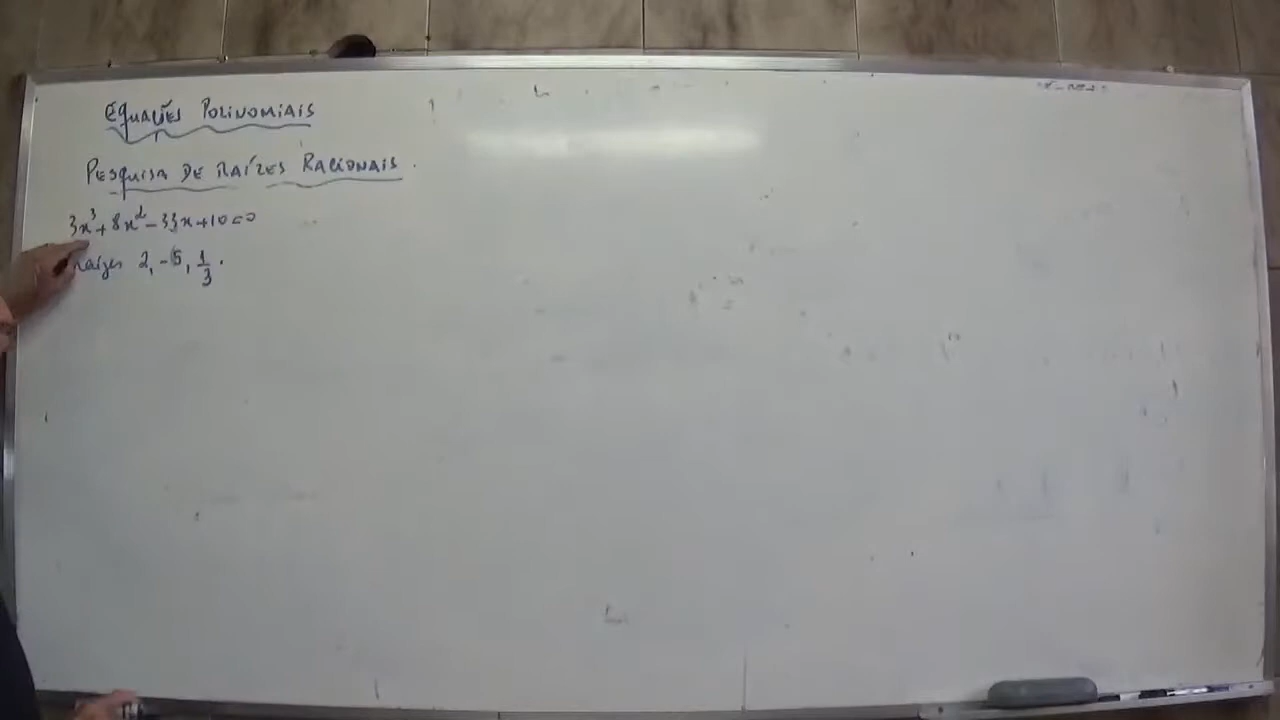 EQUAÇÕES POLINOMIAIS
PESQUISA DE RAÍZES RACIONAIS.
3x³+8x²-33x+10=0
raízes 2, -5, 1/3.